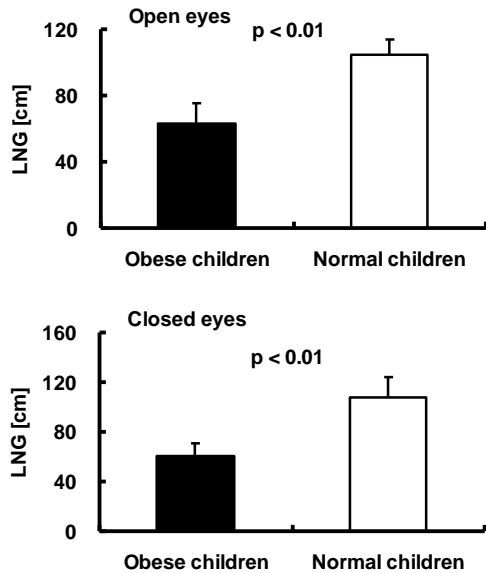 Open eyes
p < 0.01
LNG [cm]
120
80
40
0
Obese children Normal children
Closed eyes
p < 0.01
LNG [cm]
160
120
80
40
0
Obese children Normal children